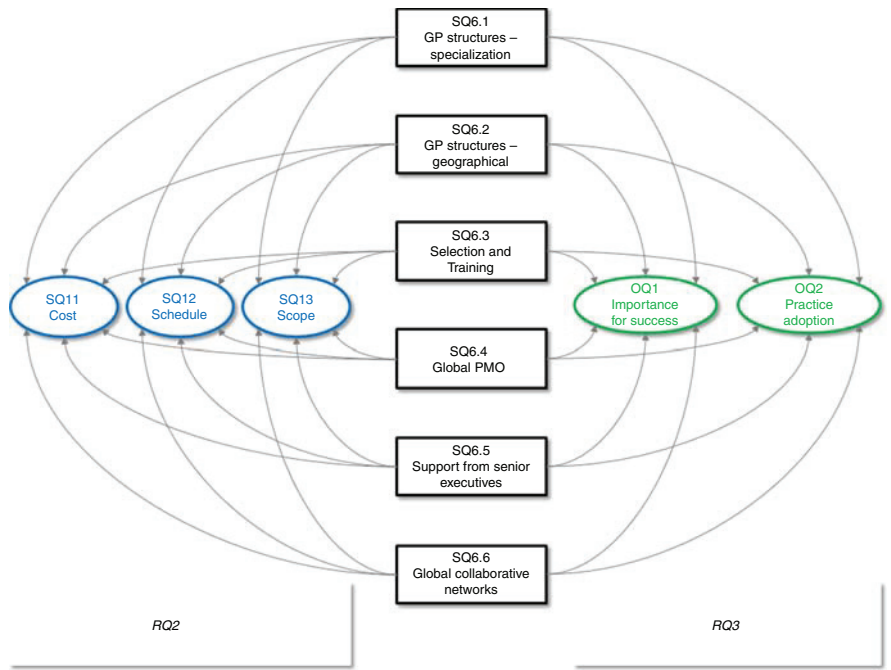 SQ6.1
GP structures –
specialization
SQ6.2
GP structures –
geographical
SQ6.3
Selection and
Training
SQ11
Cost
SQ12
Schedule
SQ13
Scope
OQ1
Importance
for success
OQ2
Practice
adoption
SQ6.4
Global PMO
SQ6.5
Support from senior
executives
SQ6.6
Global collaborative
networks
RQ2
RQ3